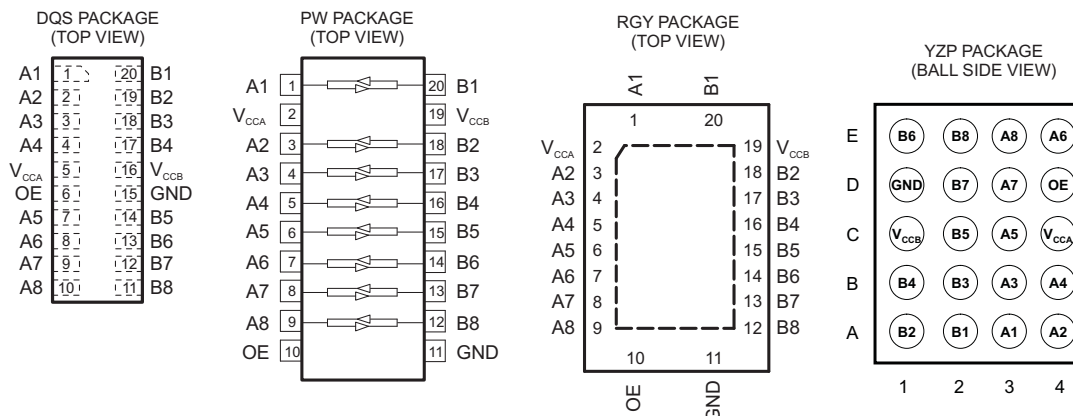 DQS PACKAGE
(TOP VIEW)
A1 1 20 B1
A2 2 19 B2
A3 3 18 B3
A4 4 17 B4
VCCA 5 16 VCCB
OE 6 15 GND
A5 7 14 B5
A6 8 13 B6
A7 9 12 B7
A8 10 11 B8
PW PACKAGE
(TOP VIEW)
A1 1 20 B1
VCCA 2 19 VCCB
A2 3 18 B2
A3 4 17 B3
A4 5 16 B4
A5 6 15 B5
A6 7 14 B6
A7 8 13 B7
A8 9 12 B8
OE 10 11 GND
RGY PACKAGE
(TOP VIEW)
A1 B1
1 20
VCCA 2 19 VCCB
A2 3 18 B2
A3 4 17 B3
A4 5 16 B4
A5 6 15 B5
A6 7 14 B6
A7 8 13 B7
A8 9 12 B8
10 11
OE GND
YZP PACKAGE
(BALL SIDE VIEW)
E B6 B8 A8 A6
D GND B7 A7 OE
C VCCB B5 A5 VCCA
B B4 B3 A3 A4
A B2 B1 A1 A2
1 2 3 4